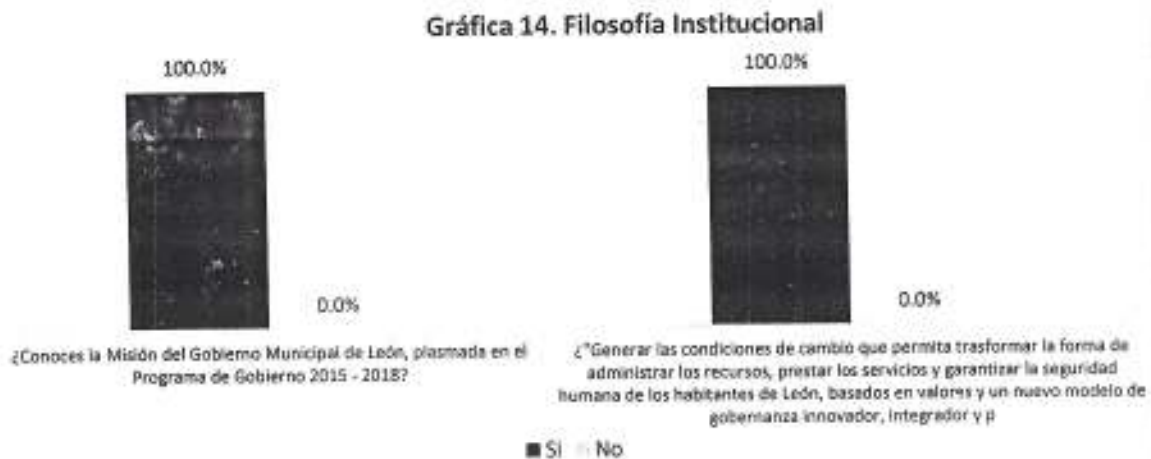 Gráfica 14. Filosofía Institucional
100.0%
0.0%
¿Conoces la Misión del Gobierno Municipal de León, plasmada en el
Programa de Gobierno 2015 - 2018?
100.0%
0.0%
¿"Generar las condiciones de cambio que permita trasformar la forma de
administrar los recursos, prestar los servicios y garantizar la seguridad
humana de los habitantes de León, basados en valores y un nuevo modelo de
gobernanza innovador, integrador y p
Si No